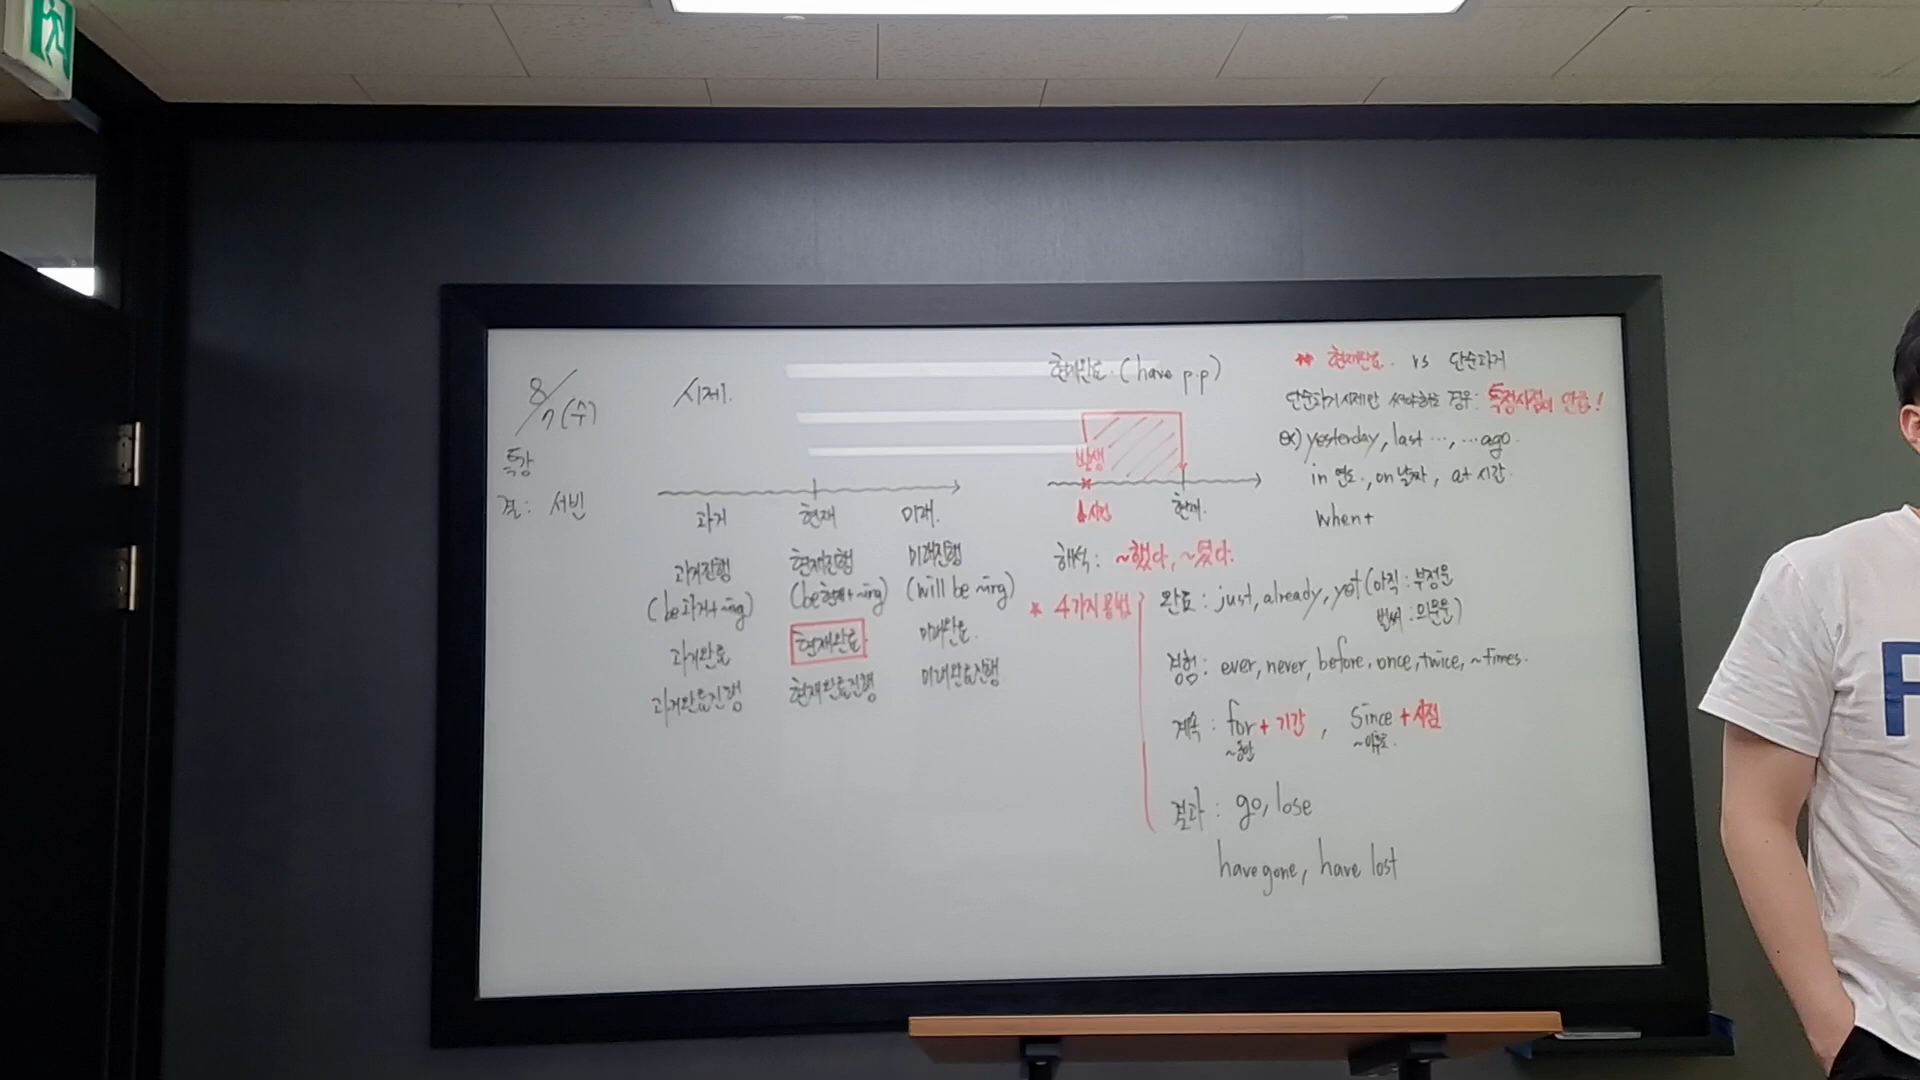 8/7 (수)
특강
결: 서빈
시제.
과거 현재 미래.
과거진행 현재진행 미래진행
(be과거+~ing) (be현재+~ing) (will be ~ing)
과거완료 현재완료. 미래완료.
과거완료진행 현재완료진행 미래완료진행
현재완료. (have p.p)
발생
현재.
해석: ~했다, ~왔다.
* 4가지 용법
완료: just, already, yet (아직: 부정문
벌써: 의문문)
경험: ever, never, before, once, twice, ~times.
계속: for + 기간, since + 시점
~동안 ~이후로.
결과: go, lose
have gone, have lost
** 현재완료. vs 단순과거
단순과거시제만 써야하는 경우: 특정시점이 언급!
ex) yesterday, last …, …ago.
in 연도., on 날짜, at 시간.
when+
F